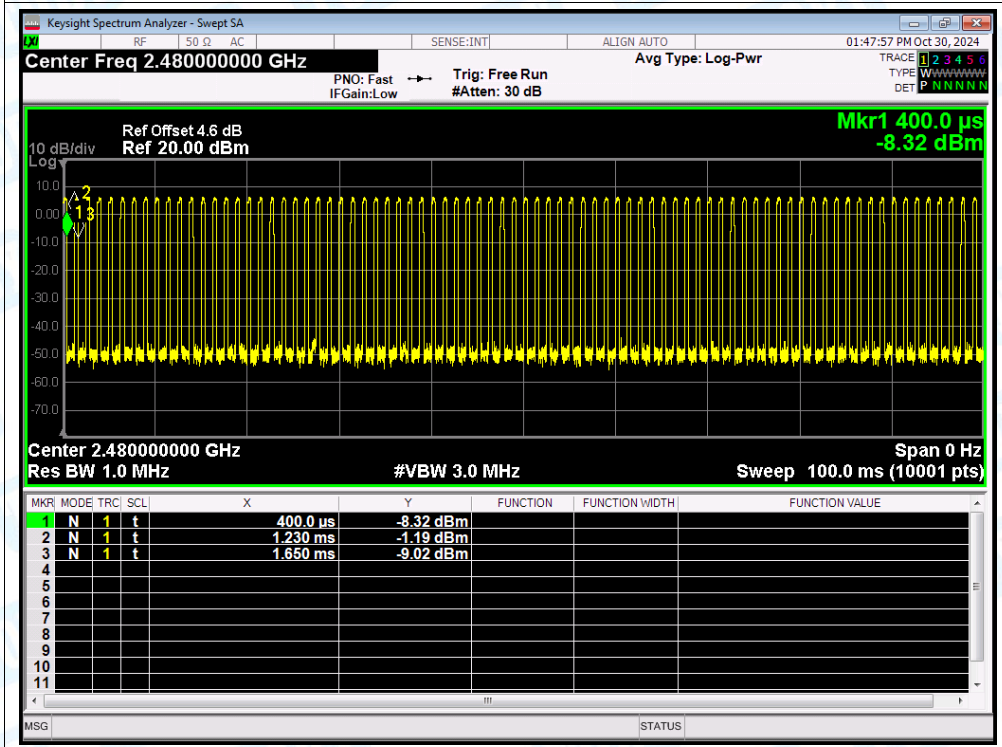 Keysight Spectrum Analyzer - Swept SA
LXI RF 50 Ω AC SENSE:INT ALIGN AUTO 01:47:57 PM Oct 30, 2024
Center Freq 2.480000000 GHz Avg Type: Log-Pwr TRACE 1 2 3 4 5 6
PNO: Fast Trig: Free Run TYPE WWWWWW
IFGain:Low #Atten: 30 dB DET P N N N N N
Mkr1 400.0 µs
Ref Offset 4.6 dB
10 dB/div Ref 20.00 dBm -8.32 dBm
Log
10.0
2
0.00 1 3
-10.0
-20.0
-30.0
-40.0
-50.0
-60.0
-70.0
Center 2.480000000 GHz Span 0 Hz
Res BW 1.0 MHz #VBW 3.0 MHz Sweep 100.0 ms (10001 pts)
MKR MODE TRC SCL X Y FUNCTION FUNCTION WIDTH FUNCTION VALUE
1 N 1 t 400.0 µs -8.32 dBm
2 N 1 t 1.230 ms -1.19 dBm
3 N 1 t 1.650 ms -9.02 dBm
4
5
6
7
8
9
10
11
MSG STATUS